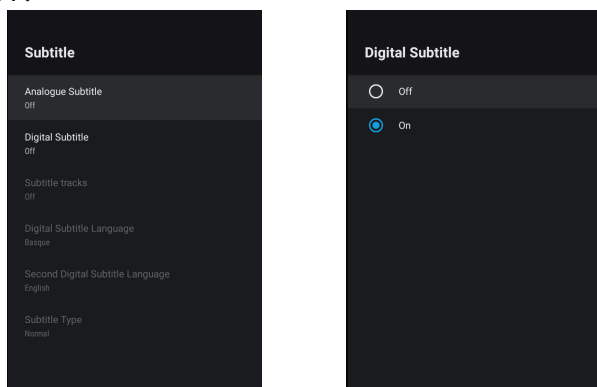 Subtitle
Analogue Subtitle
Off
Digital Subtitle
Off
Subtitle tracks
Off
Digital Subtitle Language
Basque
Second Digital Subtitle Language
English
Subtitle Type
Normal
Digital Subtitle
Off
On